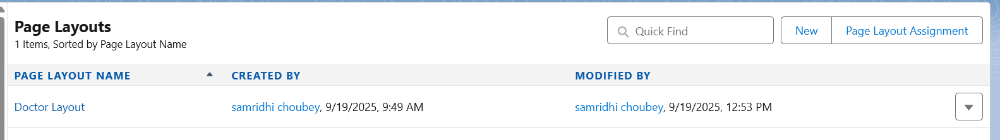 Page Layouts
1 Items, Sorted by Page Layout Name
Quick Find
New
Page Layout Assignment
PAGE LAYOUT NAME CREATED BY MODIFIED BY
Doctor Layout samridhi choubey, 9/19/2025, 9:49 AM samridhi choubey, 9/19/2025, 12:53 PM